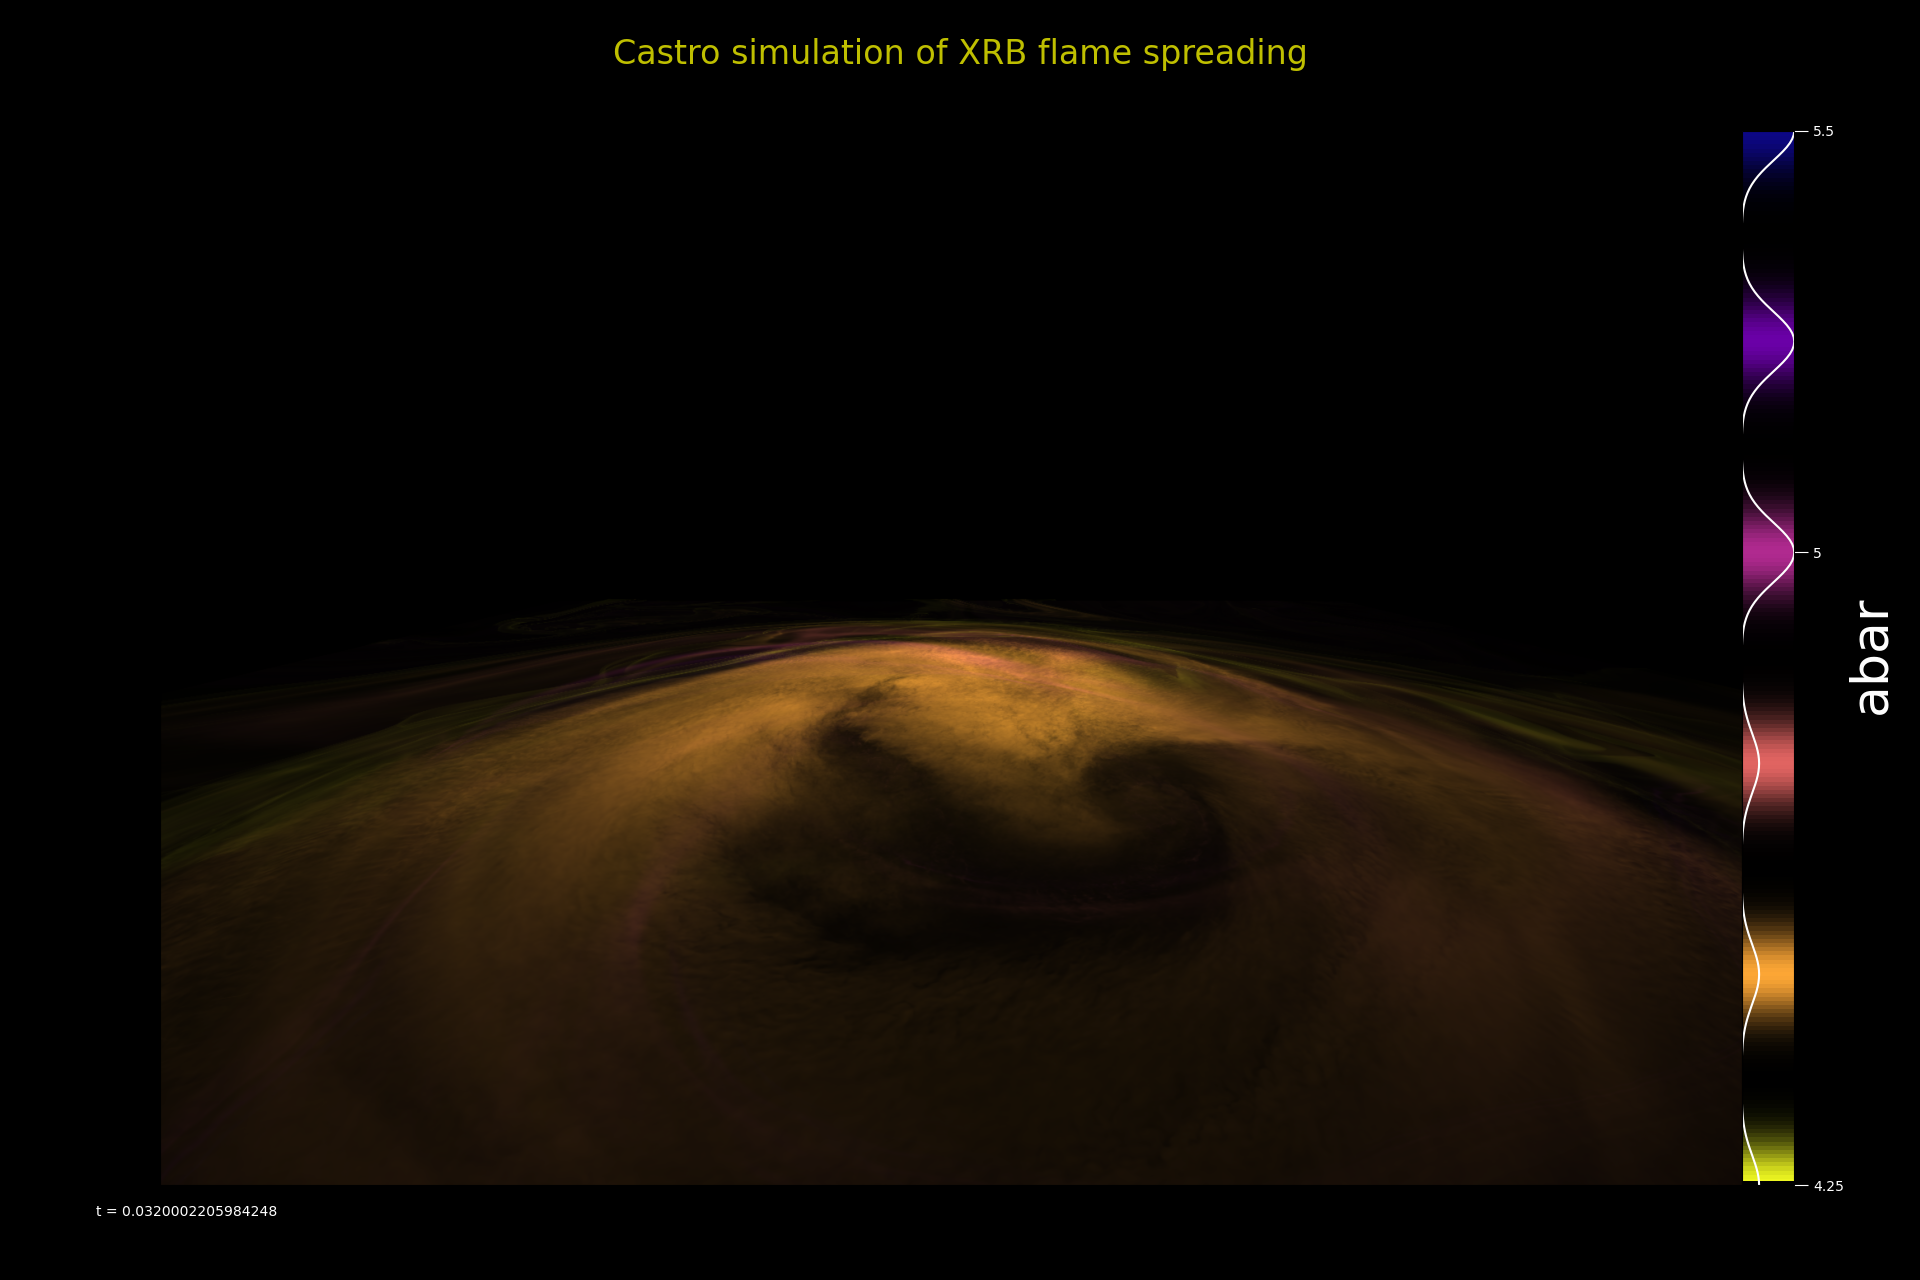 Castro simulation of XRB flame spreading
5.5
5
abar
4.25
t = 0.0320002205984248